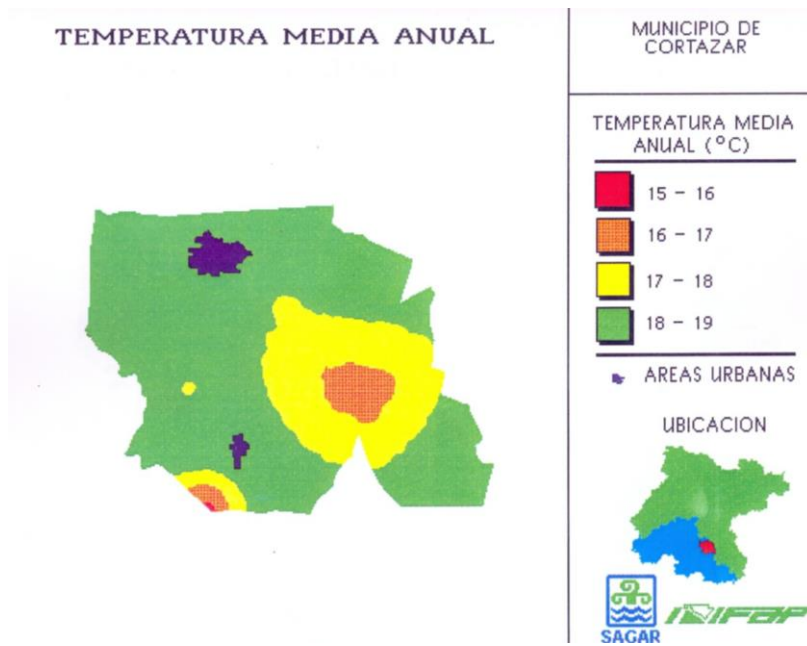 TEMPERATURA MEDIA ANUAL
MUNICIPIO DE
CORTAZAR
TEMPERATURA MEDIA
ANUAL (°C)
15 - 16
16 - 17
17 - 18
18 - 19
AREAS URBANAS
UBICACION
SAGAR
INIFAP